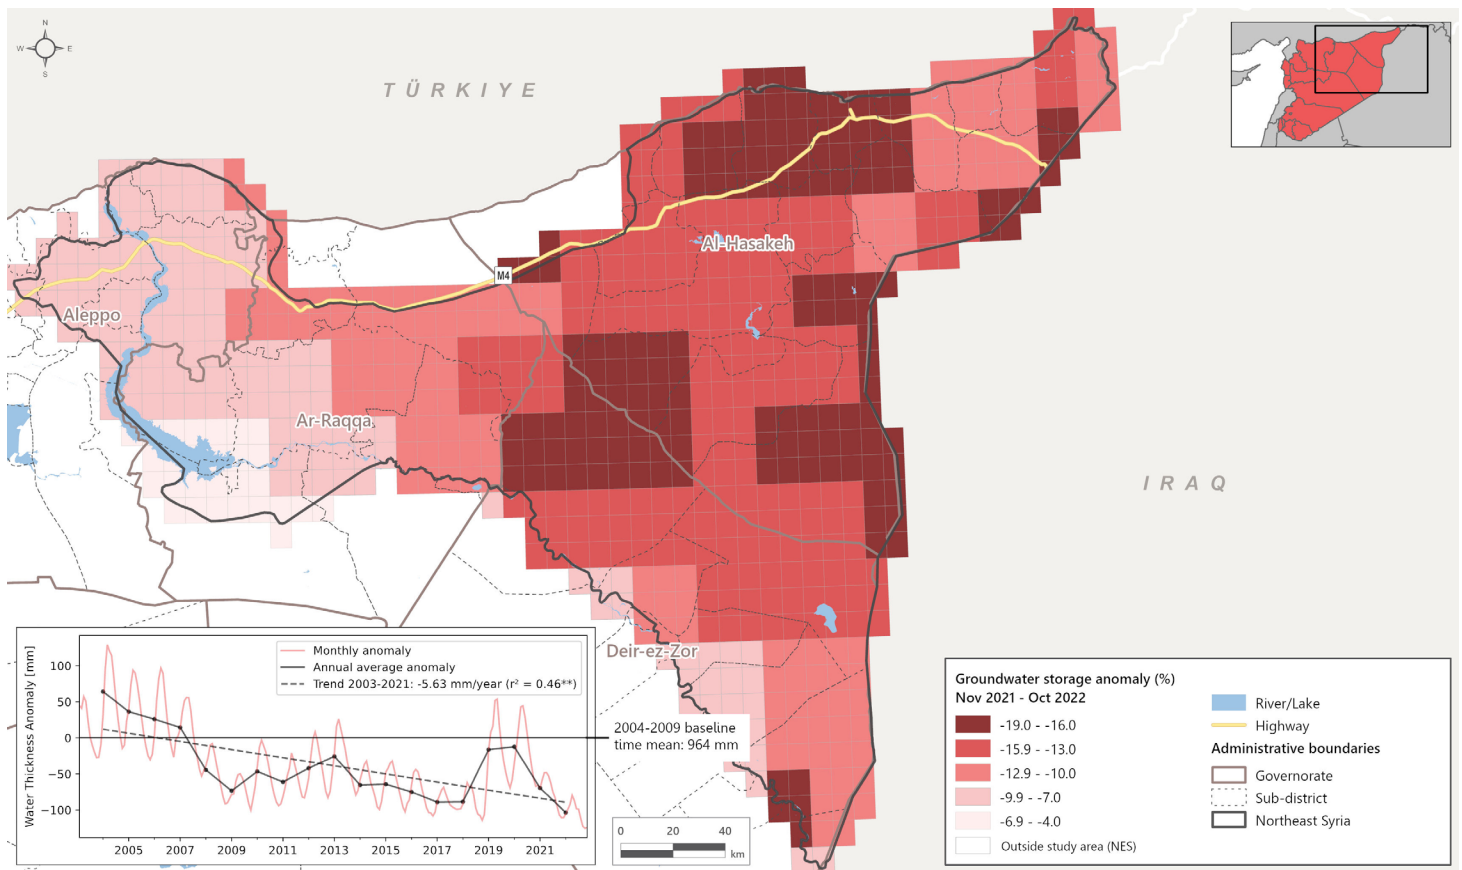 N
W
E
S
TÜRKIYE
IRAQ
M4
Al-Hasakeh
Aleppo
Ar-Raqqa
Deir-ez-Zor
Water Thickness Anomaly [mm]
100
50
0
−50
−100
2005
2007
2009
2011
2013
2015
2017
2019
2021
Monthly anomaly
Annual average anomaly
Trend 2003-2021: -5.63 mm/year (r² = 0.46**)
2004-2009 baseline
time mean: 964 mm
0
20
40
km
Groundwater storage anomaly (%)
Nov 2021 - Oct 2022
-19.0 - -16.0
-15.9 - -13.0
-12.9 - -10.0
-9.9 - -7.0
-6.9 - -4.0
Outside study area (NES)
River/Lake
Highway
Administrative boundaries
Governorate
Sub-district
Northeast Syria